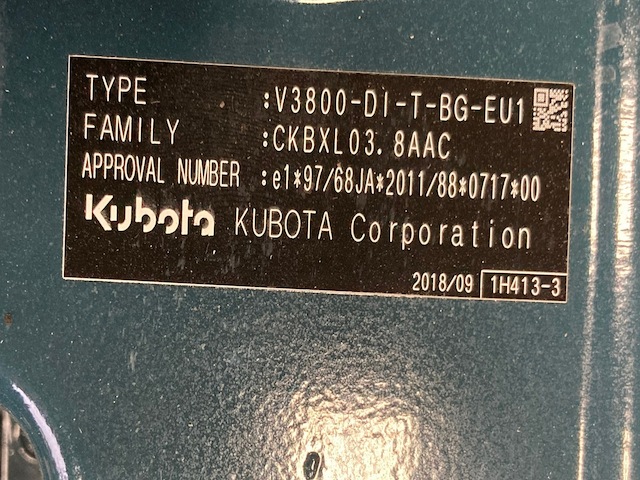 TYPE :V3800-DI-T-BG-EU1
FAMILY :CKBXL03.8AAC
APPROVAL NUMBER :e1*97/68JA*2011/88*0717*00
Kubota KUBOTA Corporation
2018/09 1H413-3